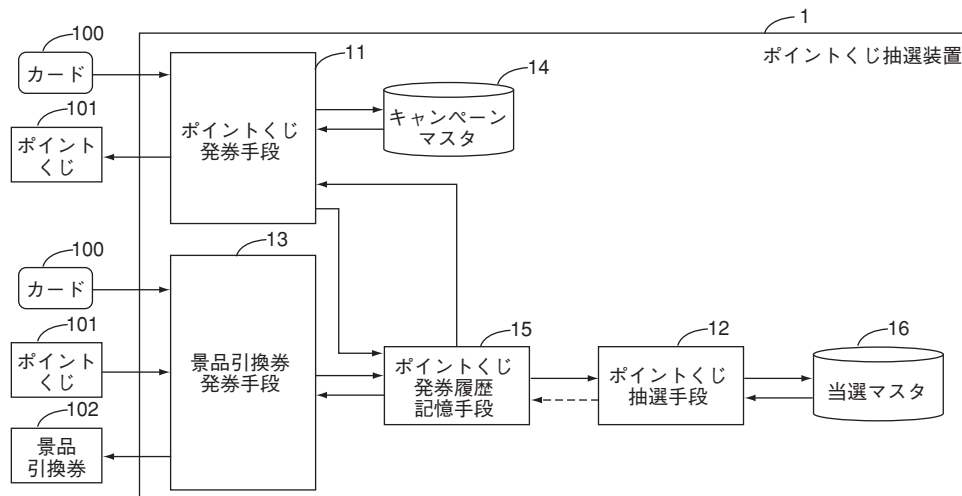 1
ポイントくじ抽選装置
100
カード
11
ポイントくじ
発券手段
14
キャンペーン
マスタ
101
ポイント
くじ
100
カード
13
景品引換券
発券手段
101
ポイント
くじ
15
ポイントくじ
発券履歴
記憶手段
12
ポイントくじ
抽選手段
16
当選マスタ
102
景品
引換券